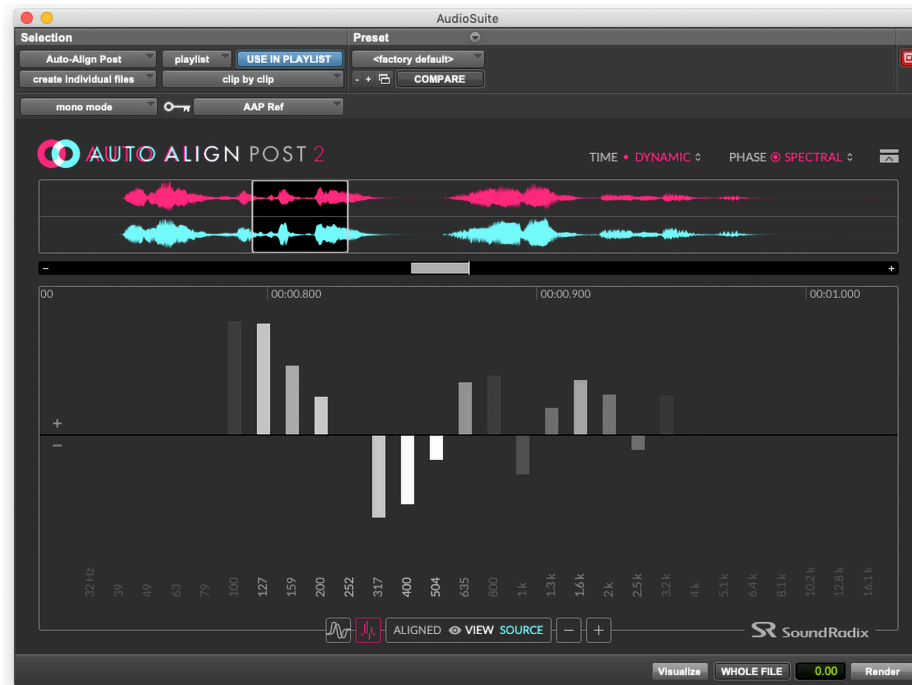 AudioSuite
Selection
Preset
Auto-Align Post
playlist
USE IN PLAYLIST
<factory default>
create individual files
clip by clip
- +
COMPARE
mono mode
AAP Ref
AUTO ALIGN POST 2
TIME • DYNAMIC
PHASE SPECTRAL
− +
00 00:00.800 00:00.900 00:01.000
+
−
32 Hz 39 49 63 79 100 127 159 200 252 317 400 504 635 800 1 k 1.3 k 1.6 k 2 k 2.5 k 3.2 k 4 k 5.1 k 6.4 k 8.1 k 10.2 k 12.8 k 16.1 k
ALIGNED VIEW SOURCE − +
SoundRadix
Visualize WHOLE FILE 0.00 Render